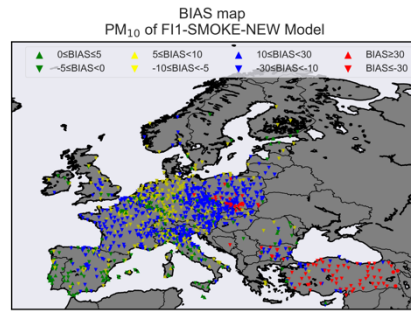 BIAS map
PM₁₀ of FI1-SMOKE-NEW Model
0≤BIAS≤5 5≤BIAS<10 10≤BIAS<30 BIAS≥30
-5≤BIAS<0 -10≤BIAS<-5 -30≤BIAS<-10 BIAS≤-30